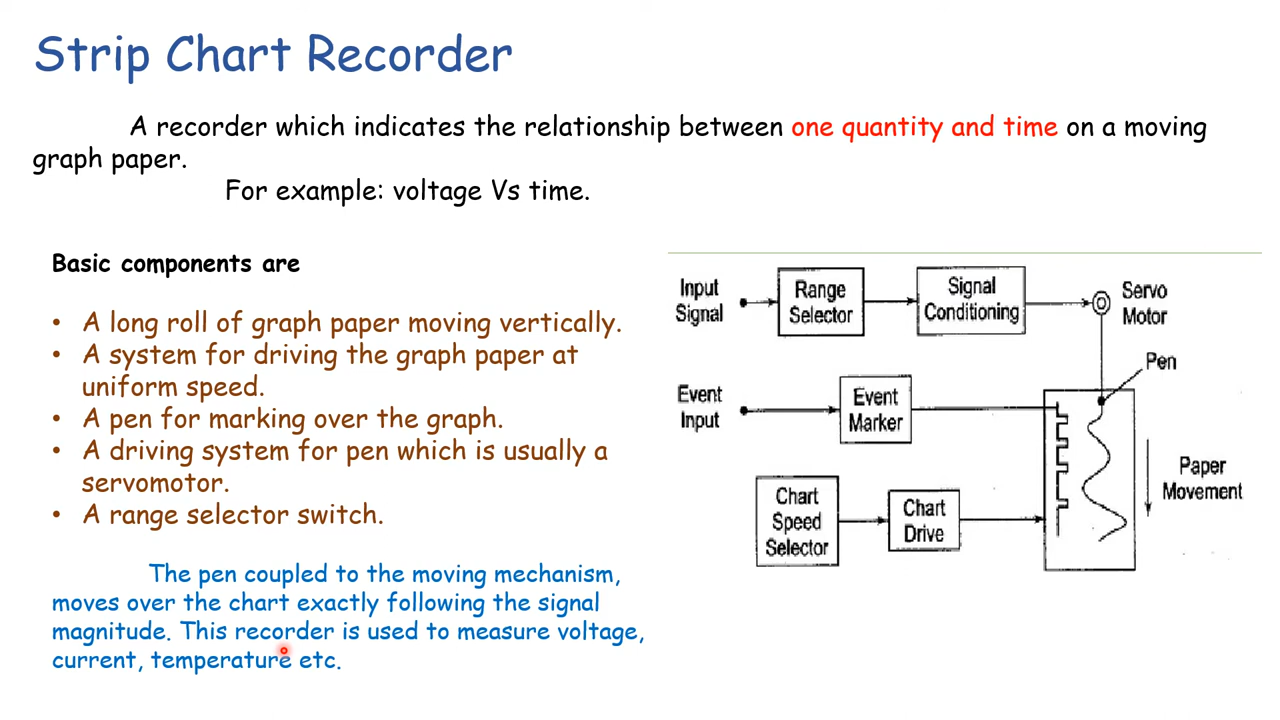 Strip Chart Recorder
A recorder which indicates the relationship between one quantity and time on a moving
graph paper.
For example: voltage Vs time.
Basic components are
• A long roll of graph paper moving vertically.
• A system for driving the graph paper at
uniform speed.
• A pen for marking over the graph.
• A driving system for pen which is usually a
servomotor.
• A range selector switch.
The pen coupled to the moving mechanism,
moves over the chart exactly following the signal
magnitude. This recorder is used to measure voltage,
current, temperature etc.
Input
Signal
Range
Selector
Signal
Conditioning
Servo
Motor
Pen
Event
Input
Event
Marker
Chart
Speed
Selector
Chart
Drive
Paper
Movement